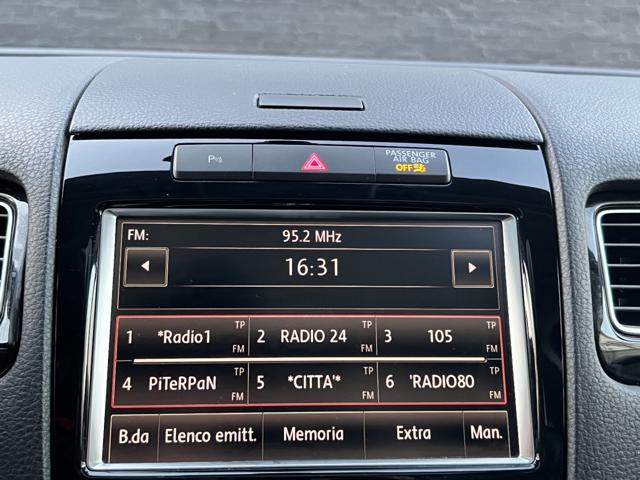 P
PASSENGER
AIR BAG
OFF
FM: 95.2 MHz
16:31
1 *Radio1 TP FM 2 RADIO 24 TP FM 3 105 TP FM
4 PiTeRPaN TP FM 5 *CITTA'* TP FM 6 'RADIO80 TP FM
B.da Elenco emitt. Memoria Extra Man.